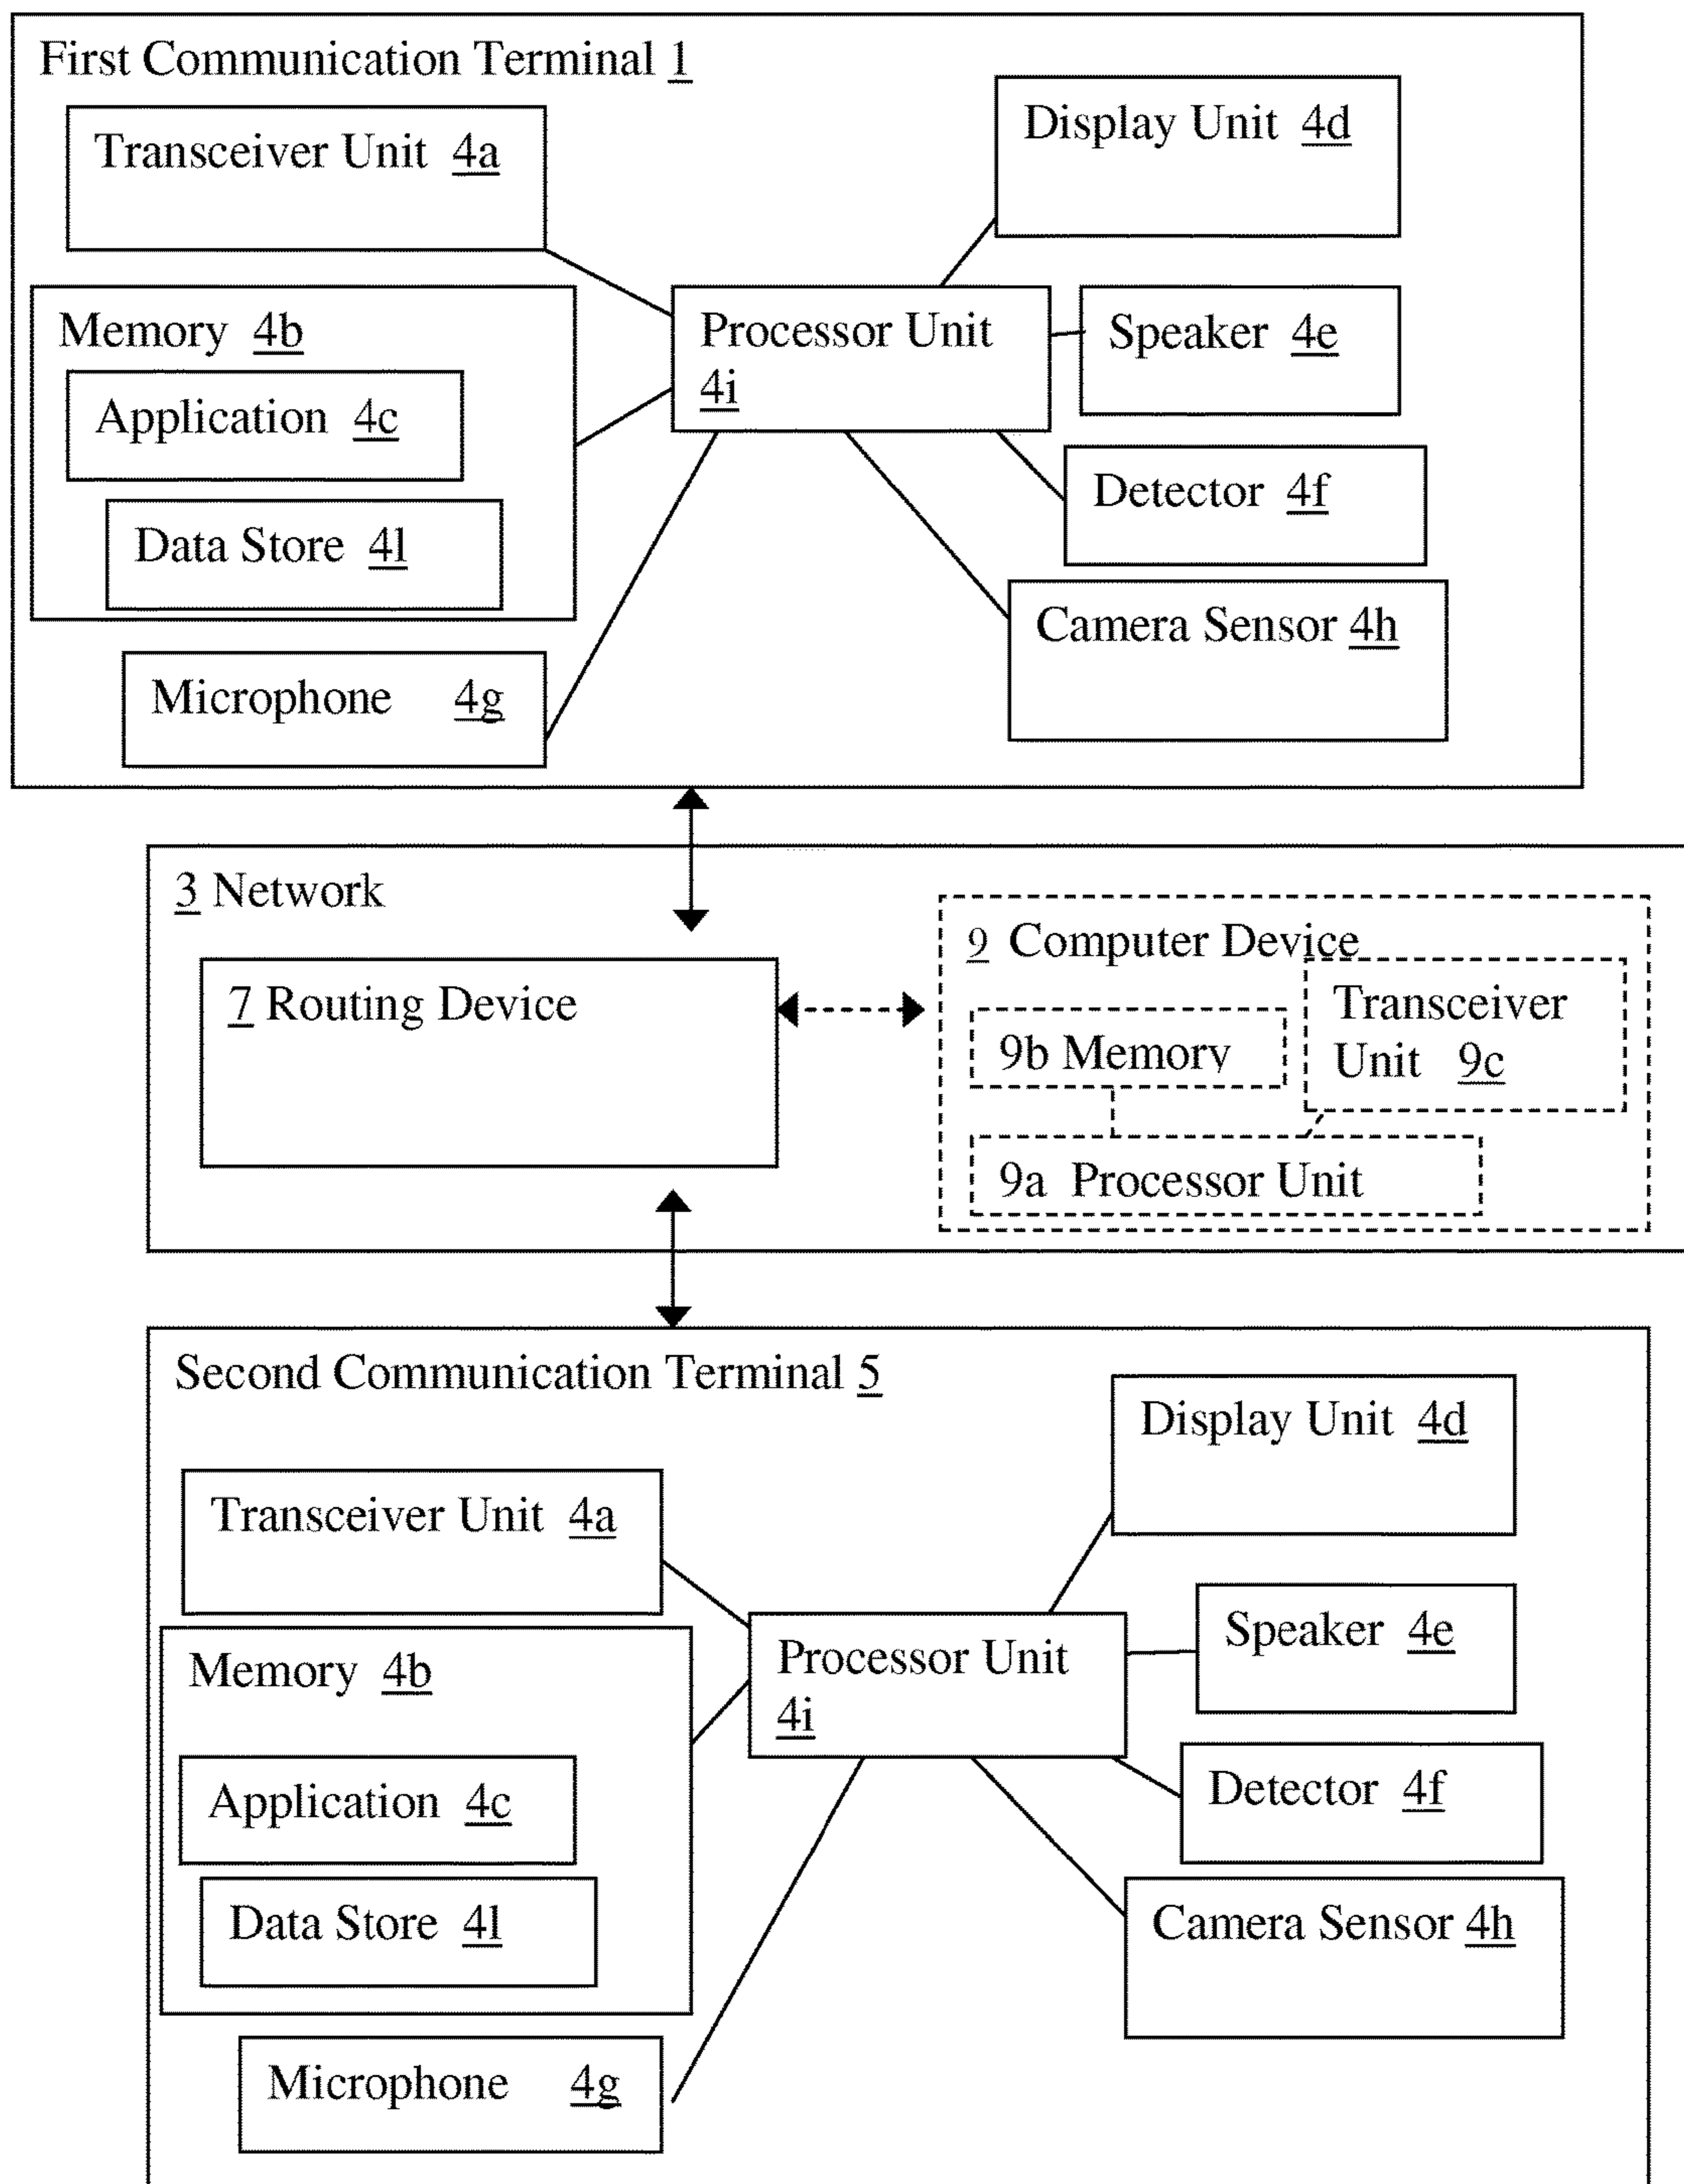 First Communication Terminal 1
Transceiver Unit 4a
Display Unit 4d
Memory 4b
Processor Unit
4i
Speaker 4e
Application 4c
Detector 4f
Data Store 4l
Camera Sensor 4h
Microphone 4g
3 Network
9 Computer Device
7 Routing Device
Transceiver
Unit 9c
9b Memory
9a Processor Unit
Second Communication Terminal 5
Display Unit 4d
Transceiver Unit 4a
Speaker 4e
Memory 4b
Processor Unit
4i
Application 4c
Detector 4f
Data Store 4l
Camera Sensor 4h
Microphone 4g